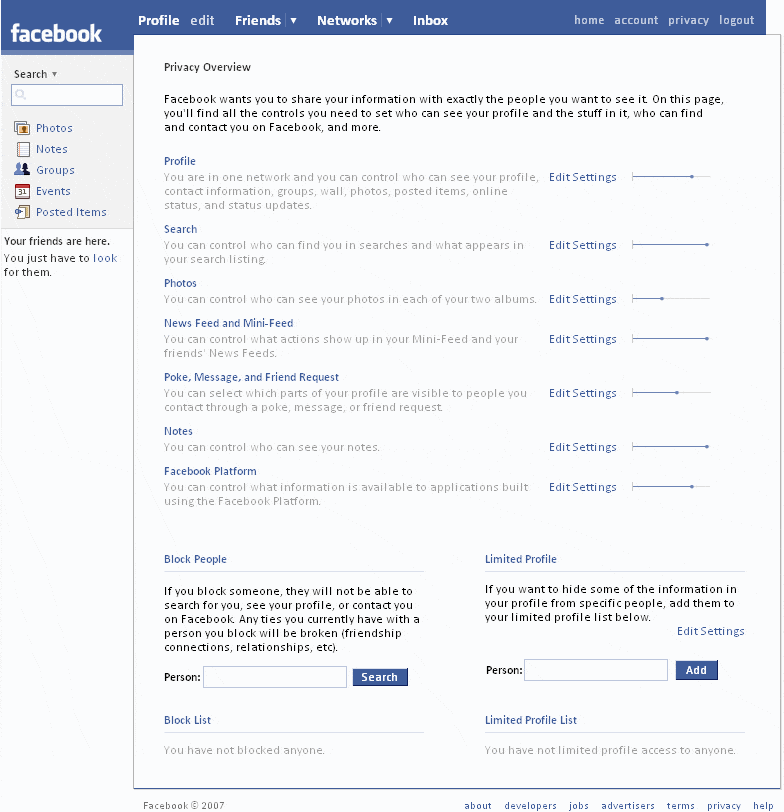 facebook
Profile edit Friends ▼ Networks ▼ Inbox
home account privacy logout
Search ▼
Photos
Notes
Groups
31 Events
Posted Items
Your friends are here.
You just have to look
for them.
Privacy Overview
Facebook wants you to share your information with exactly the people you want to see it. On this page,
you'll find all the controls you need to set who can see your profile and the stuff in it, who can find
and contact you on Facebook, and more.
Profile
You are in one network and you can control who can see your profile, Edit Settings
contact information, groups, wall, photos, posted items, online
status, and status updates.
Search
You can control who can find you in searches and what appears in Edit Settings
your search listing.
Photos
You can control who can see your photos in each of your two albums. Edit Settings
News Feed and Mini-Feed
You can control what actions show up in your Mini-Feed and your Edit Settings
friends' News Feeds.
Poke, Message, and Friend Request
You can select which parts of your profile are visible to people you Edit Settings
contact through a poke, message, or friend request.
Notes
You can control who can see your notes. Edit Settings
Facebook Platform
You can control what information is available to applications built Edit Settings
using the Facebook Platform.
Block People
If you block someone, they will not be able to
search for you, see your profile, or contact you
on Facebook. Any ties you currently have with a
person you block will be broken (friendship
connections, relationships, etc).
Person: Search
Block List
You have not blocked anyone.
Limited Profile
If you want to hide some of the information in
your profile from specific people, add them to
your limited profile list below.
Edit Settings
Person: Add
Limited Profile List
You have not limited profile access to anyone.
Facebook © 2007 about developers jobs advertisers terms privacy help